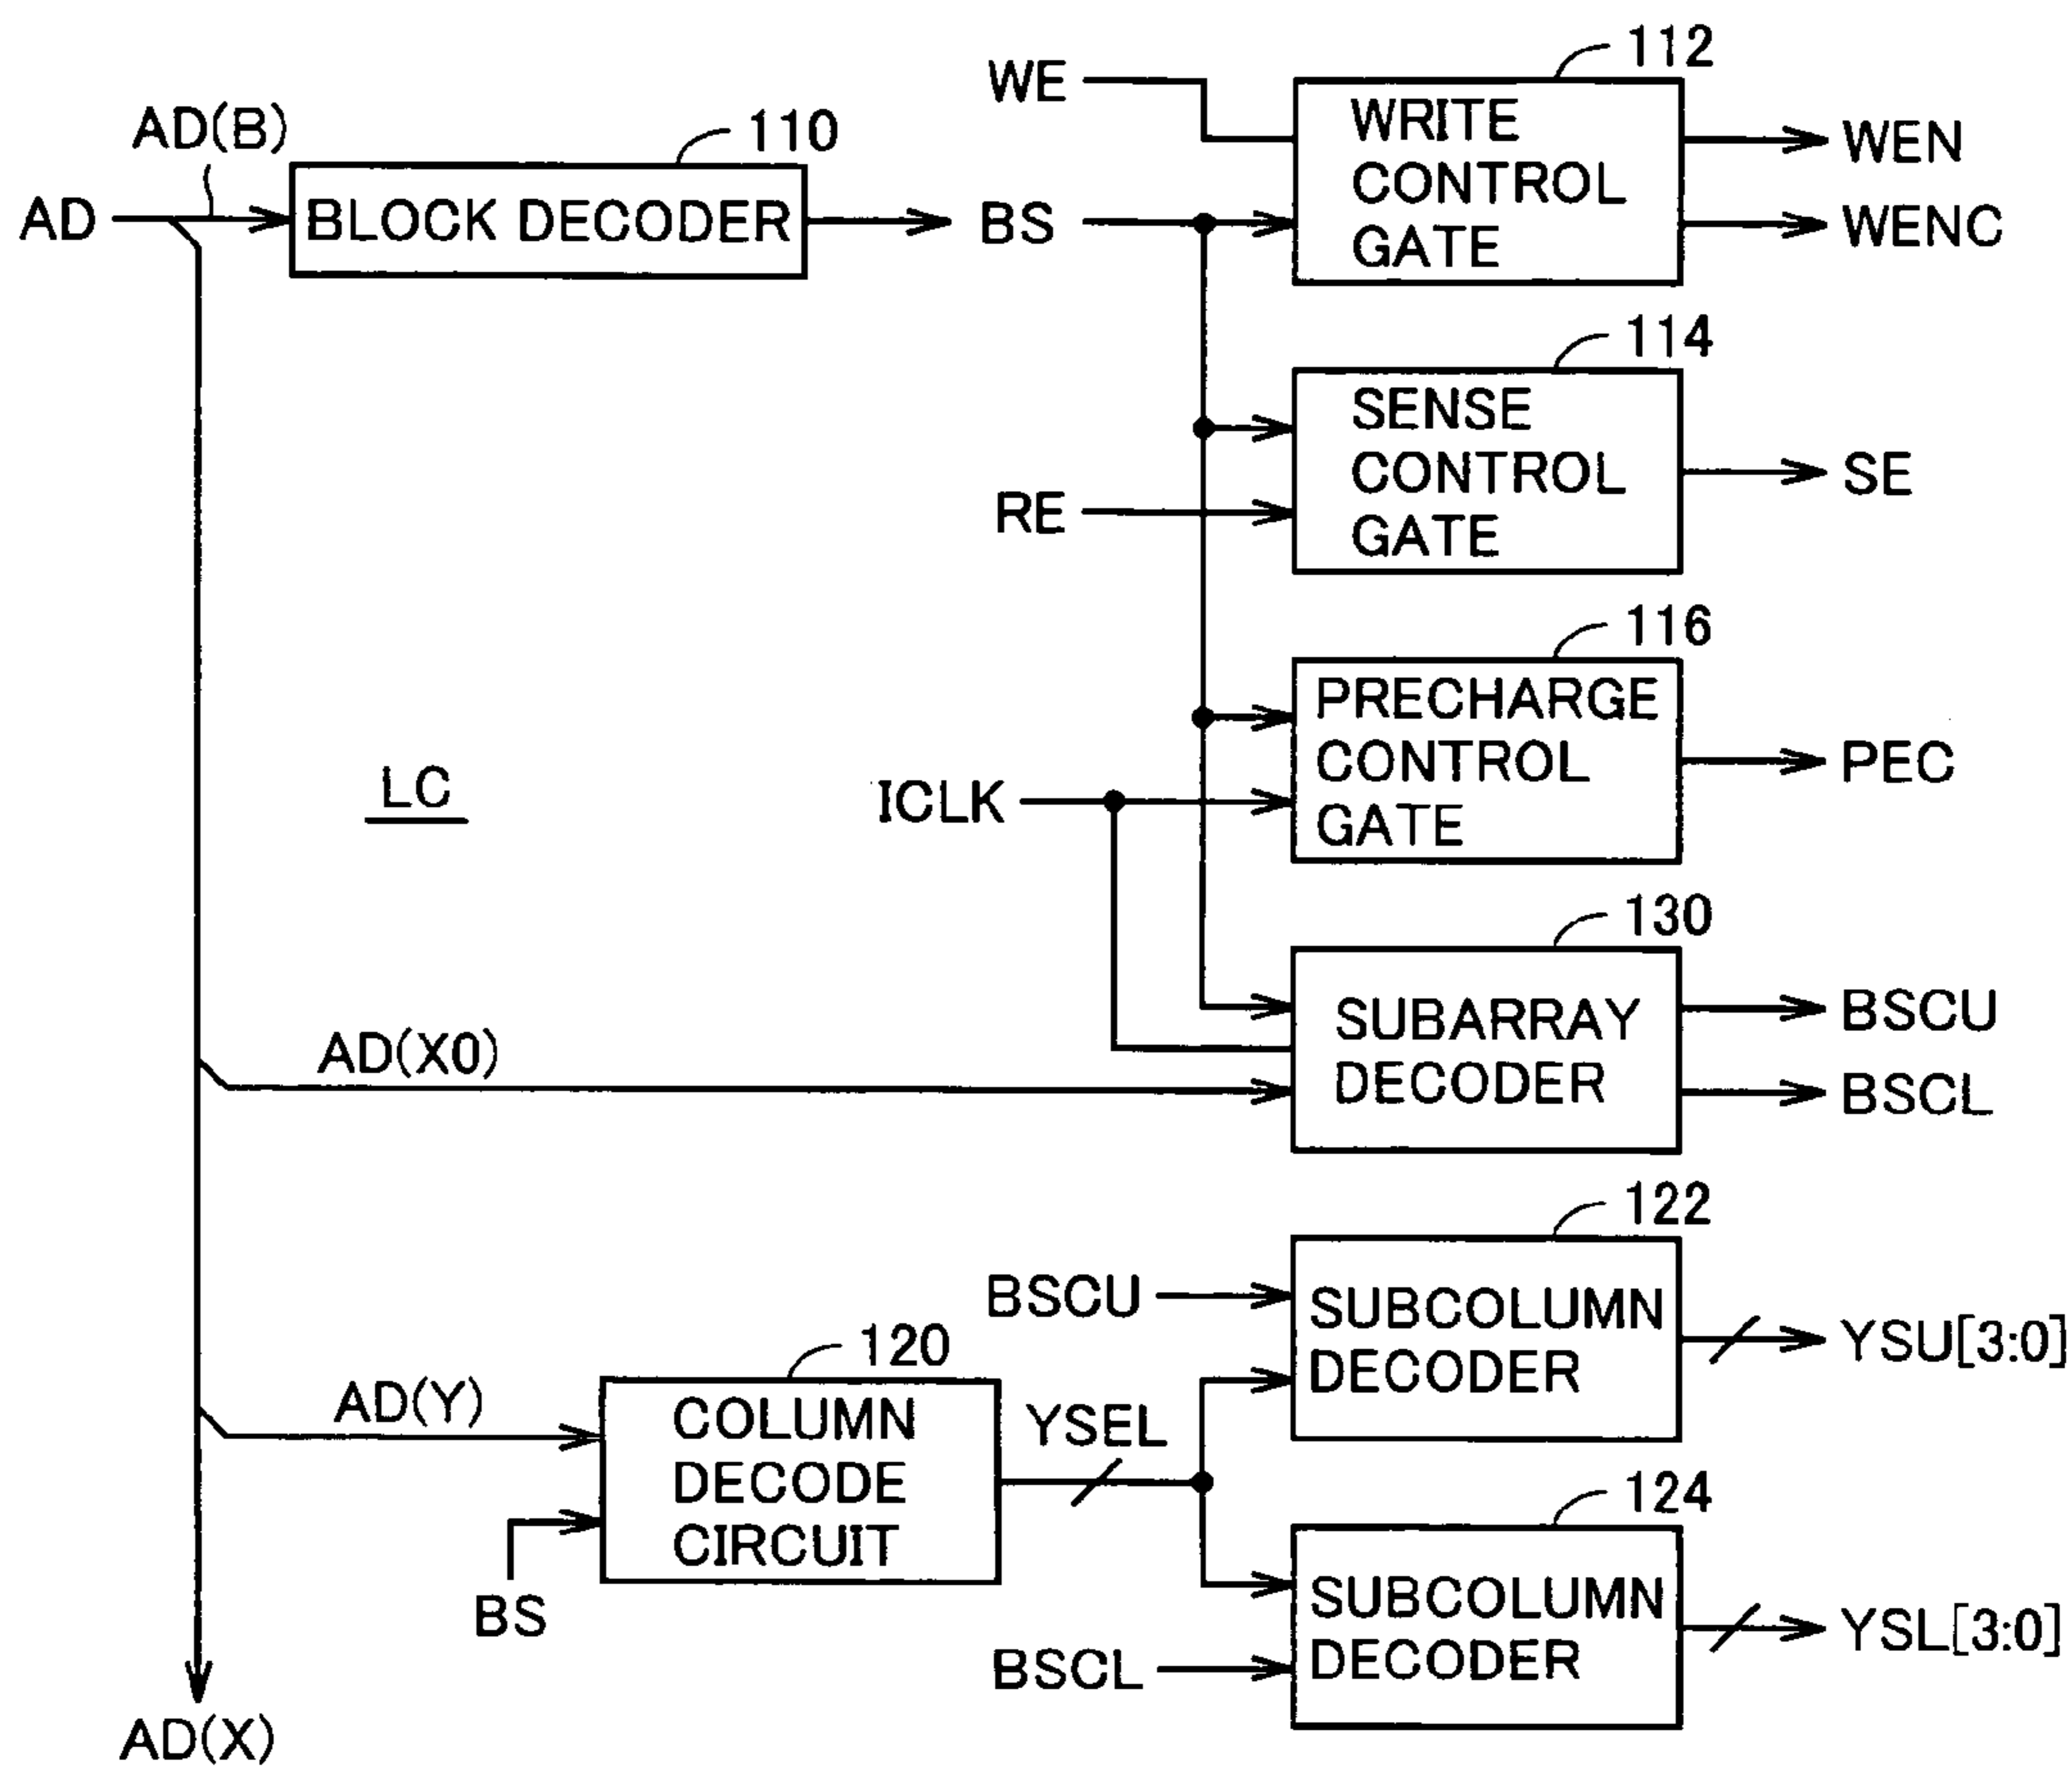 112
WE
WRITE
CONTROL
GATE
WEN
WENC
AD(B)
110
AD
BLOCK DECODER
BS
114
SENSE
CONTROL
GATE
RE
SE
116
PRECHARGE
CONTROL
GATE
LC
ICLK
PEC
130
SUBARRAY
DECODER
BSCU
BSCL
AD(X0)
122
BSCU
SUBCOLUMN
DECODER
YSU[3:0]
120
AD(Y)
COLUMN
DECODE
CIRCUIT
YSEL
BS
124
SUBCOLUMN
DECODER
BSCL
YSL[3:0]
AD(X)